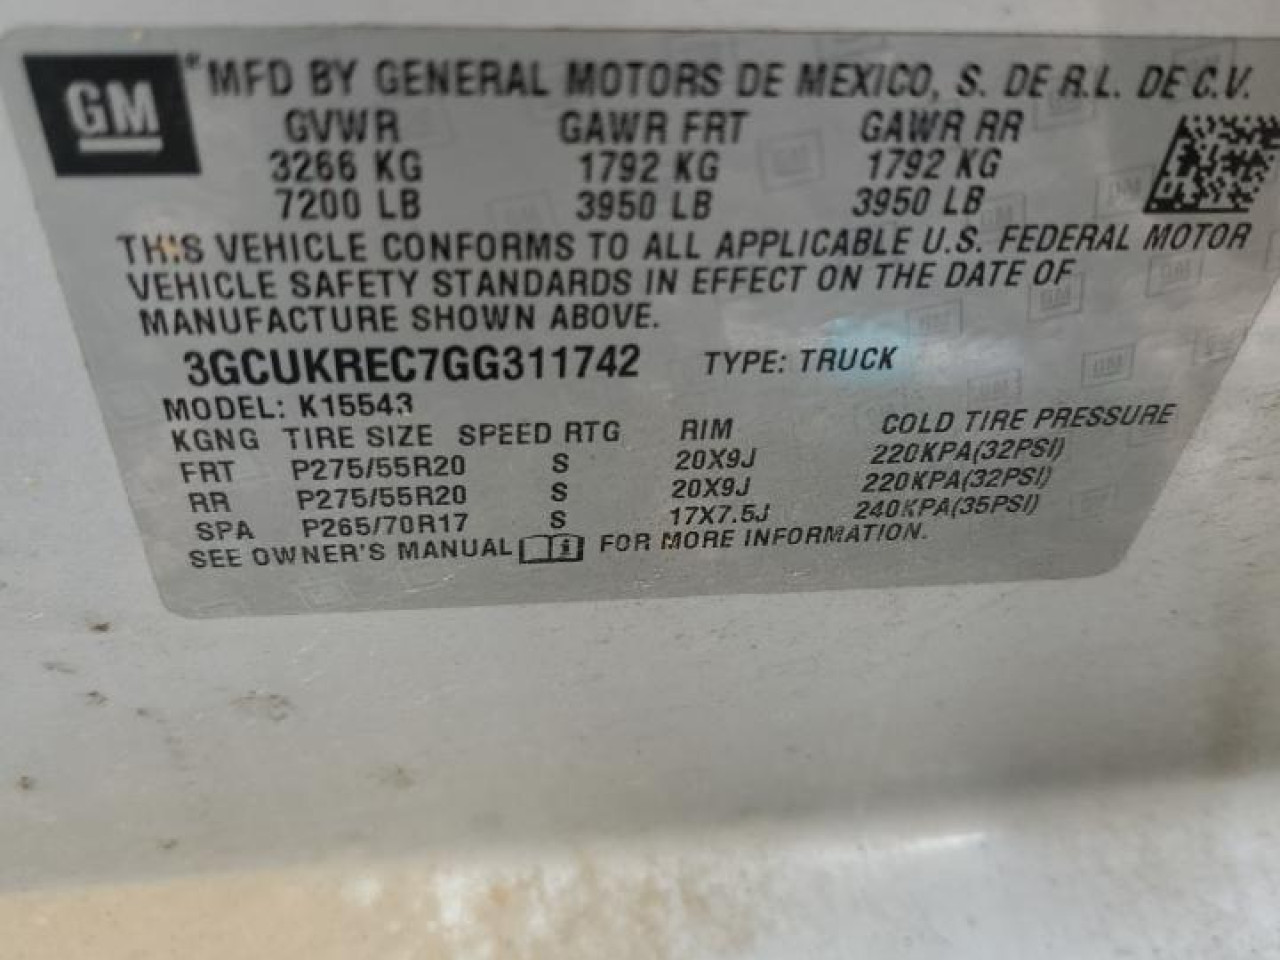 GM
MFD BY GENERAL MOTORS DE MEXICO, S. DE R.L. DE C.V.
GVWR GAWR FRT GAWR RR
3266 KG 1792 KG 1792 KG
7200 LB 3950 LB 3950 LB
THIS VEHICLE CONFORMS TO ALL APPLICABLE U.S. FEDERAL MOTOR
VEHICLE SAFETY STANDARDS IN EFFECT ON THE DATE OF
MANUFACTURE SHOWN ABOVE.
3GCUKREC7GG311742 TYPE: TRUCK
MODEL: K15543
KGNG TIRE SIZE SPEED RTG RIM COLD TIRE PRESSURE
FRT P275/55R20 S 20X9J 220KPA(32PSI)
RR P275/55R20 S 20X9J 220KPA(32PSI)
SPA P265/70R17 S 17X7.5J 240KPA(35PSI)
SEE OWNER'S MANUAL FOR MORE INFORMATION.